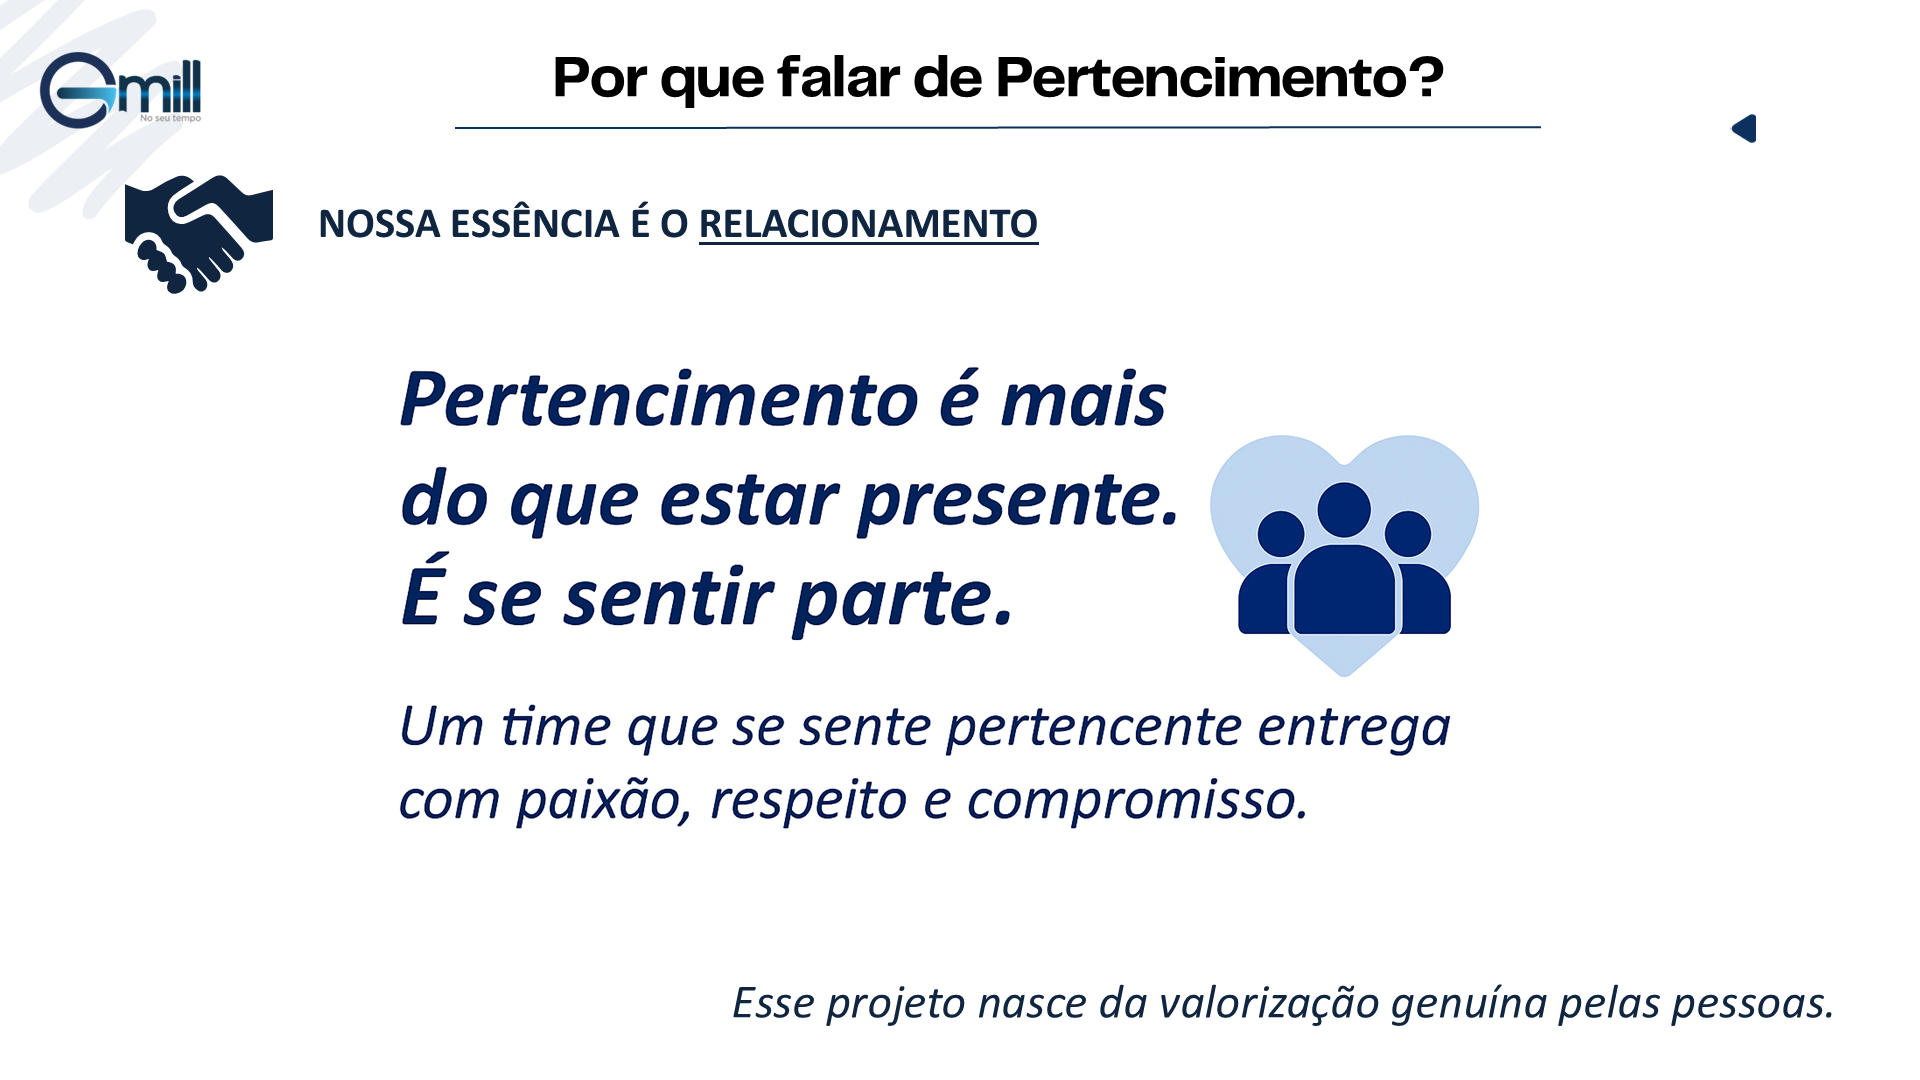 Gmill
No seu tempo
Por que falar de Pertencimento?
NOSSA ESSÊNCIA É O RELACIONAMENTO
Pertencimento é mais
do que estar presente.
É se sentir parte.
Um time que se sente pertencente entrega
com paixão, respeito e compromisso.
Esse projeto nasce da valorização genuína pelas pessoas.